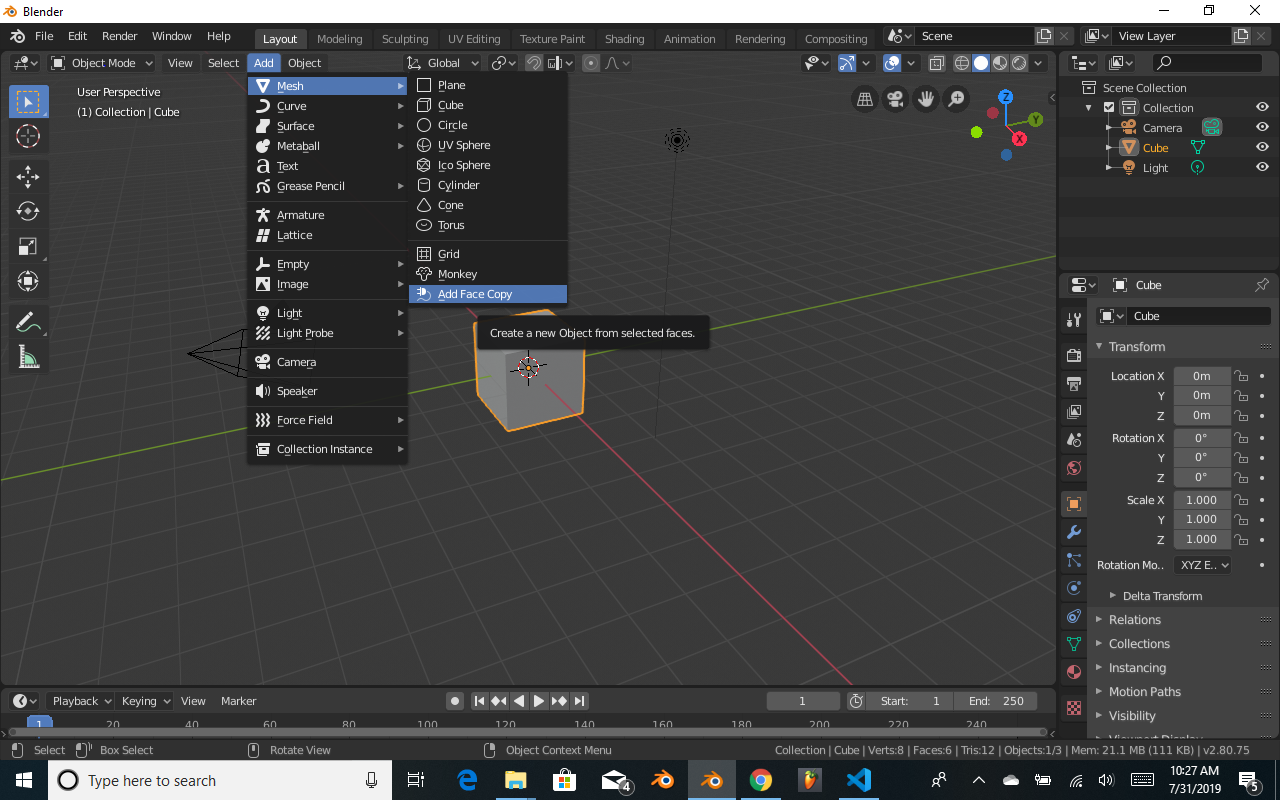 Blender
File Edit Render Window Help
Layout Modeling Sculpting UV Editing Texture Paint Shading Animation Rendering Compositing
Scene
View Layer
Object Mode View Select Add Object Global
User Perspective
(1) Collection | Cube
Mesh
Curve
Surface
Metaball
Text
Grease Pencil
Armature
Lattice
Empty
Image
Light
Light Probe
Camera
Speaker
Force Field
Collection Instance
Plane
Cube
Circle
UV Sphere
Ico Sphere
Cylinder
Cone
Torus
Grid
Monkey
Add Face Copy
Create a new Object from selected faces.
Z
Y
X
Scene Collection
Collection
Camera
Cube
Light
Cube
Cube
Transform
Location X 0m
Y 0m
Z 0m
Rotation X 0°
Y 0°
Z 0°
Scale X 1.000
Y 1.000
Z 1.000
Rotation Mo.. XYZ E..
Delta Transform
Relations
Collections
Instancing
Motion Paths
Visibility
Viewport Display
Playback Keying View Marker
1
Start: 1 End: 250
1 20 40 60 80 100 120 140 160 180 200 220 240
Select Box Select Rotate View Object Context Menu
Collection | Cube | Verts:8 | Faces:6 | Tris:12 | Objects:1/3 | Mem: 21.1 MB (111 KB) | v2.80.75
Type here to search
4
10:27 AM
7/31/2019
5